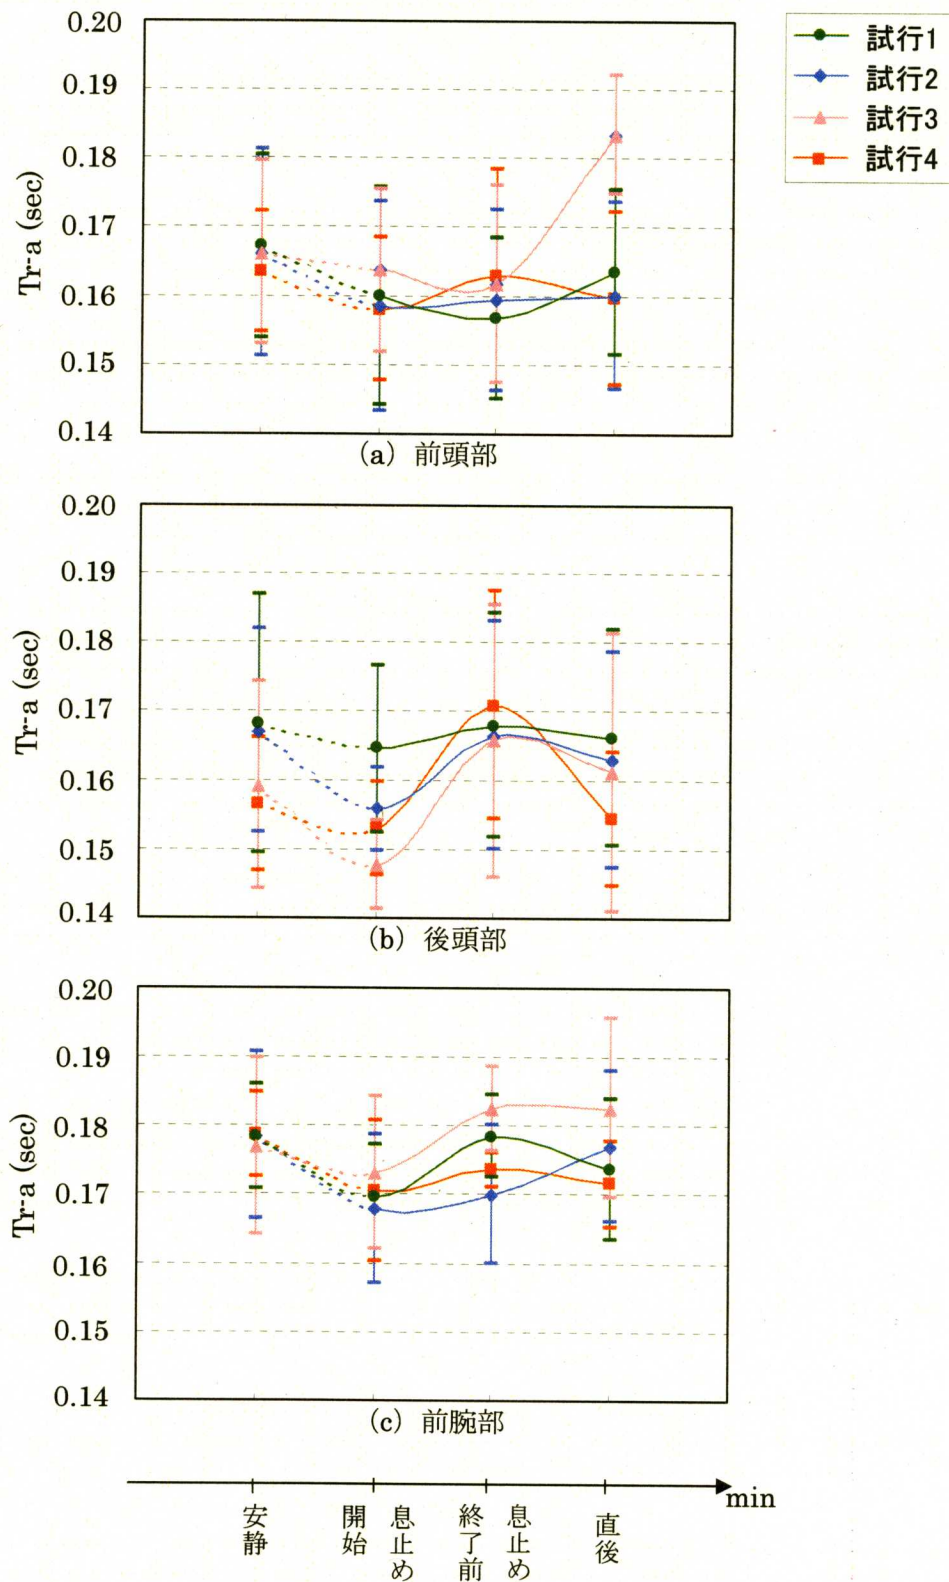 0.20
0.19
0.18
0.17
0.16
0.15
0.14
Tr-a (sec)
試行1
試行2
試行3
試行4
(a) 前頭部
0.20
0.19
0.18
0.17
0.16
0.15
0.14
Tr-a (sec)
(b) 後頭部
0.20
0.19
0.18
0.17
0.16
0.15
0.14
Tr-a (sec)
(c) 前腕部
min
安静
息止め
開始
息止め
終了前
直後